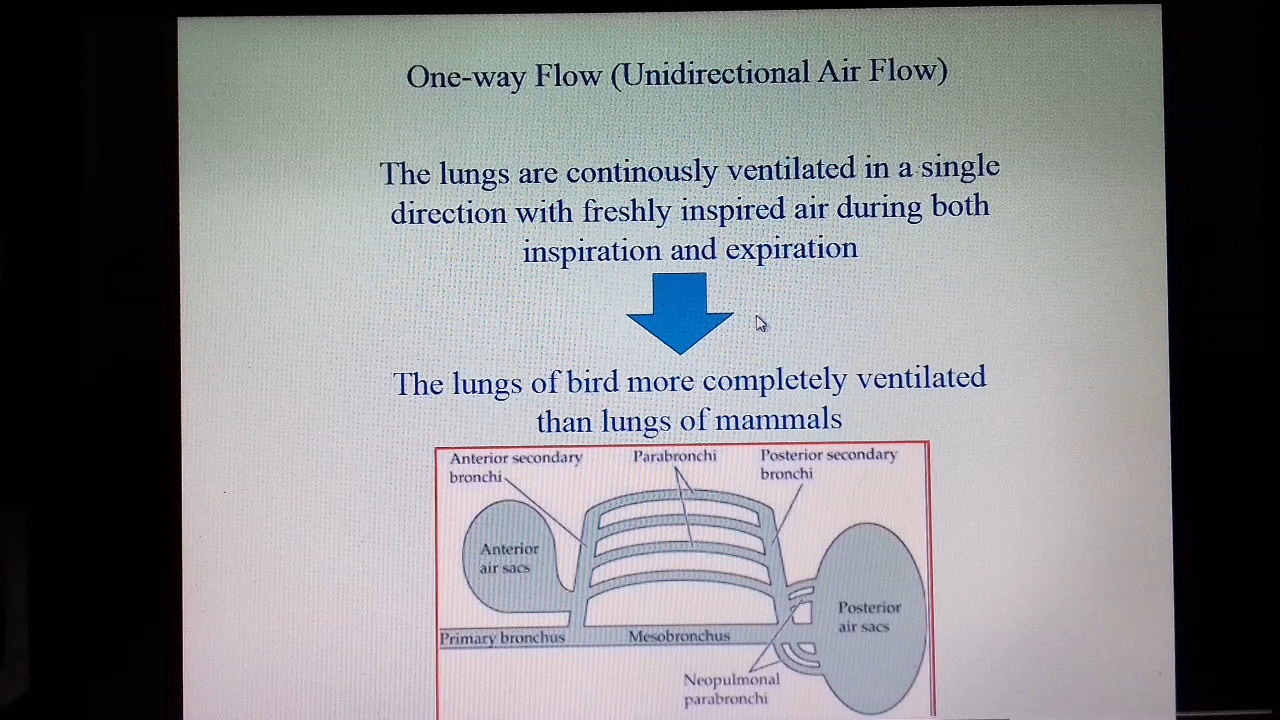 One-way Flow (Unidirectional Air Flow)
The lungs are continously ventilated in a single
direction with freshly inspired air during both
inspiration and expiration
The lungs of bird more completely ventilated
than lungs of mammals
Anterior secondary
bronchi
Parabronchi
Posterior secondary
bronchi
Anterior
air sacs
Posterior
air sacs
Primary bronchus
Mesobronchus
Neopulmonal
parabronchi